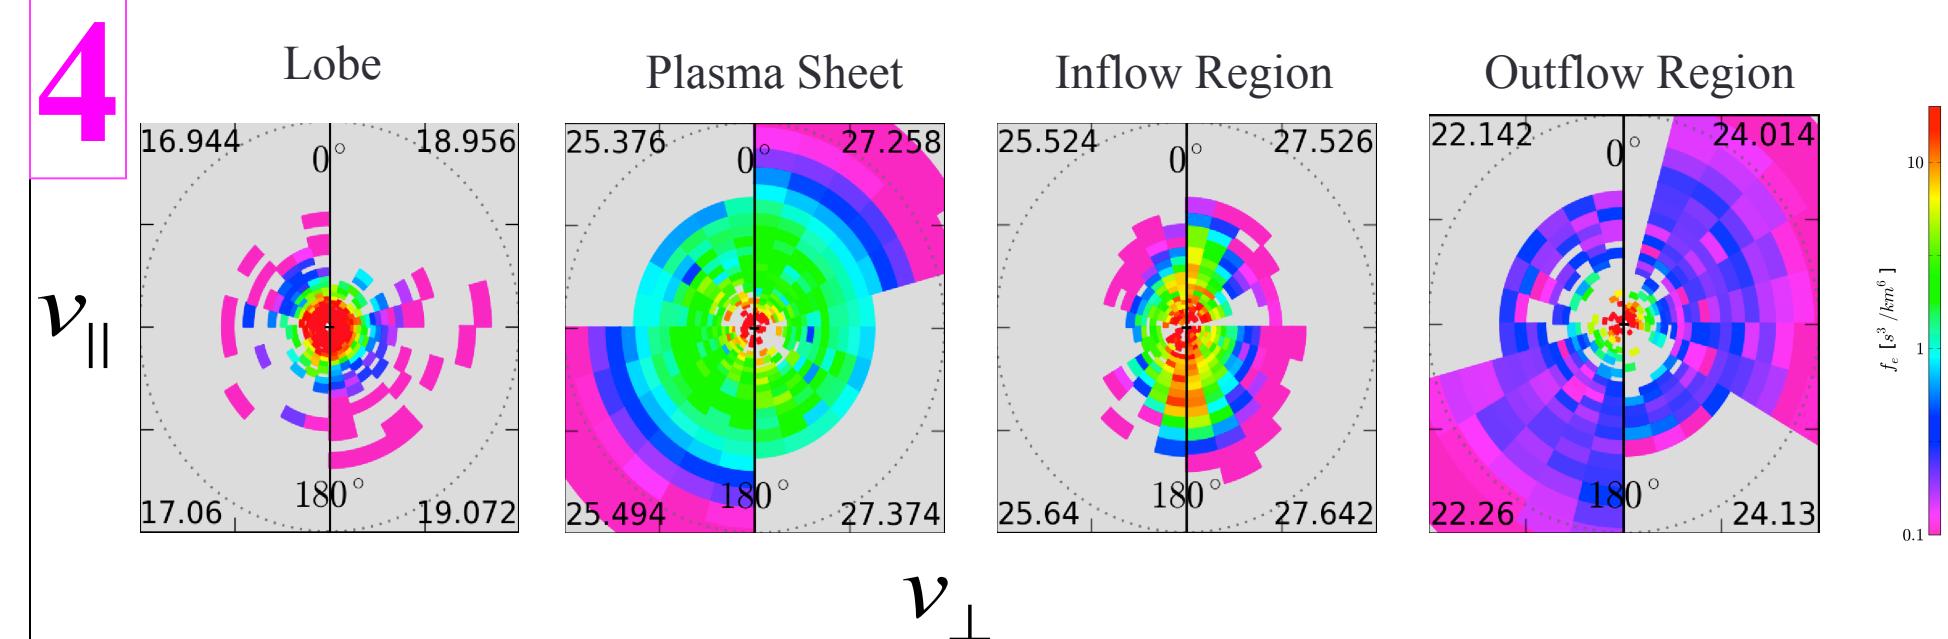 4
Lobe
Plasma Sheet
Inflow Region
Outflow Region
16.944 0° 18.956
25.376 0° 27.258
25.524 0° 27.526
22.142 0° 24.014
v∥
17.06 180° 19.072
25.494 180° 27.374
25.64 180° 27.642
22.26 180° 24.13
10
1
0.1
fₑ [s³/km⁶]
v⊥